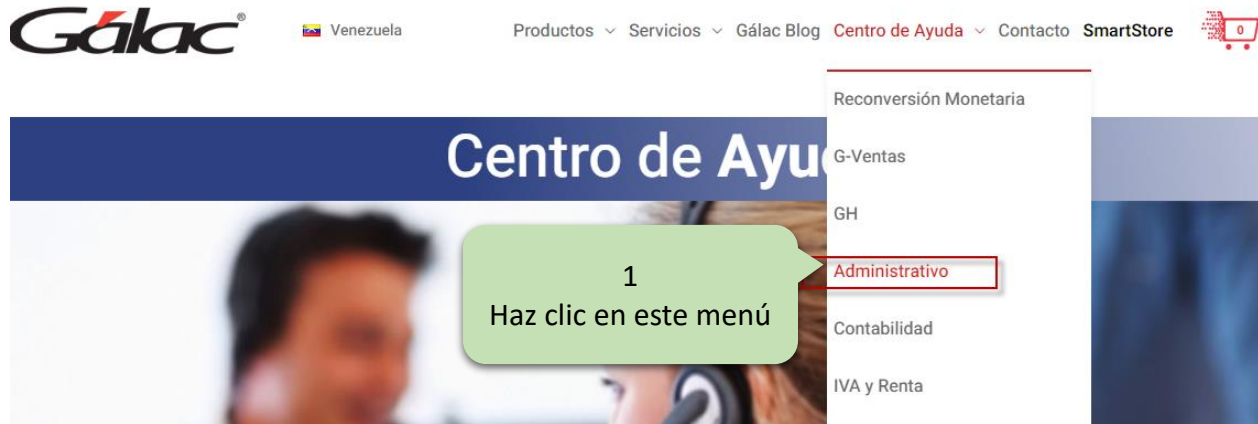 Gálac®
Venezuela
Productos Servicios Gálac Blog Centro de Ayuda Contacto SmartStore 0
Reconversión Monetaria
Centro de Ayu
G-Ventas
GH
1
Haz clic en este menú
Administrativo
Contabilidad
IVA y Renta